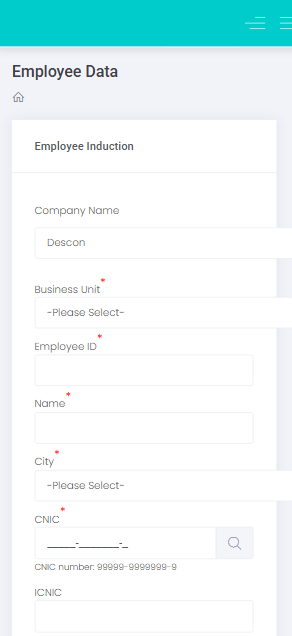 Employee Data
Employee Induction
Company Name
Descon
Business Unit*
-Please Select-
Employee ID*
Name*
City*
-Please Select-
CNIC*
_____-_______-_
CNIC number: 99999-9999999-9
ICNIC